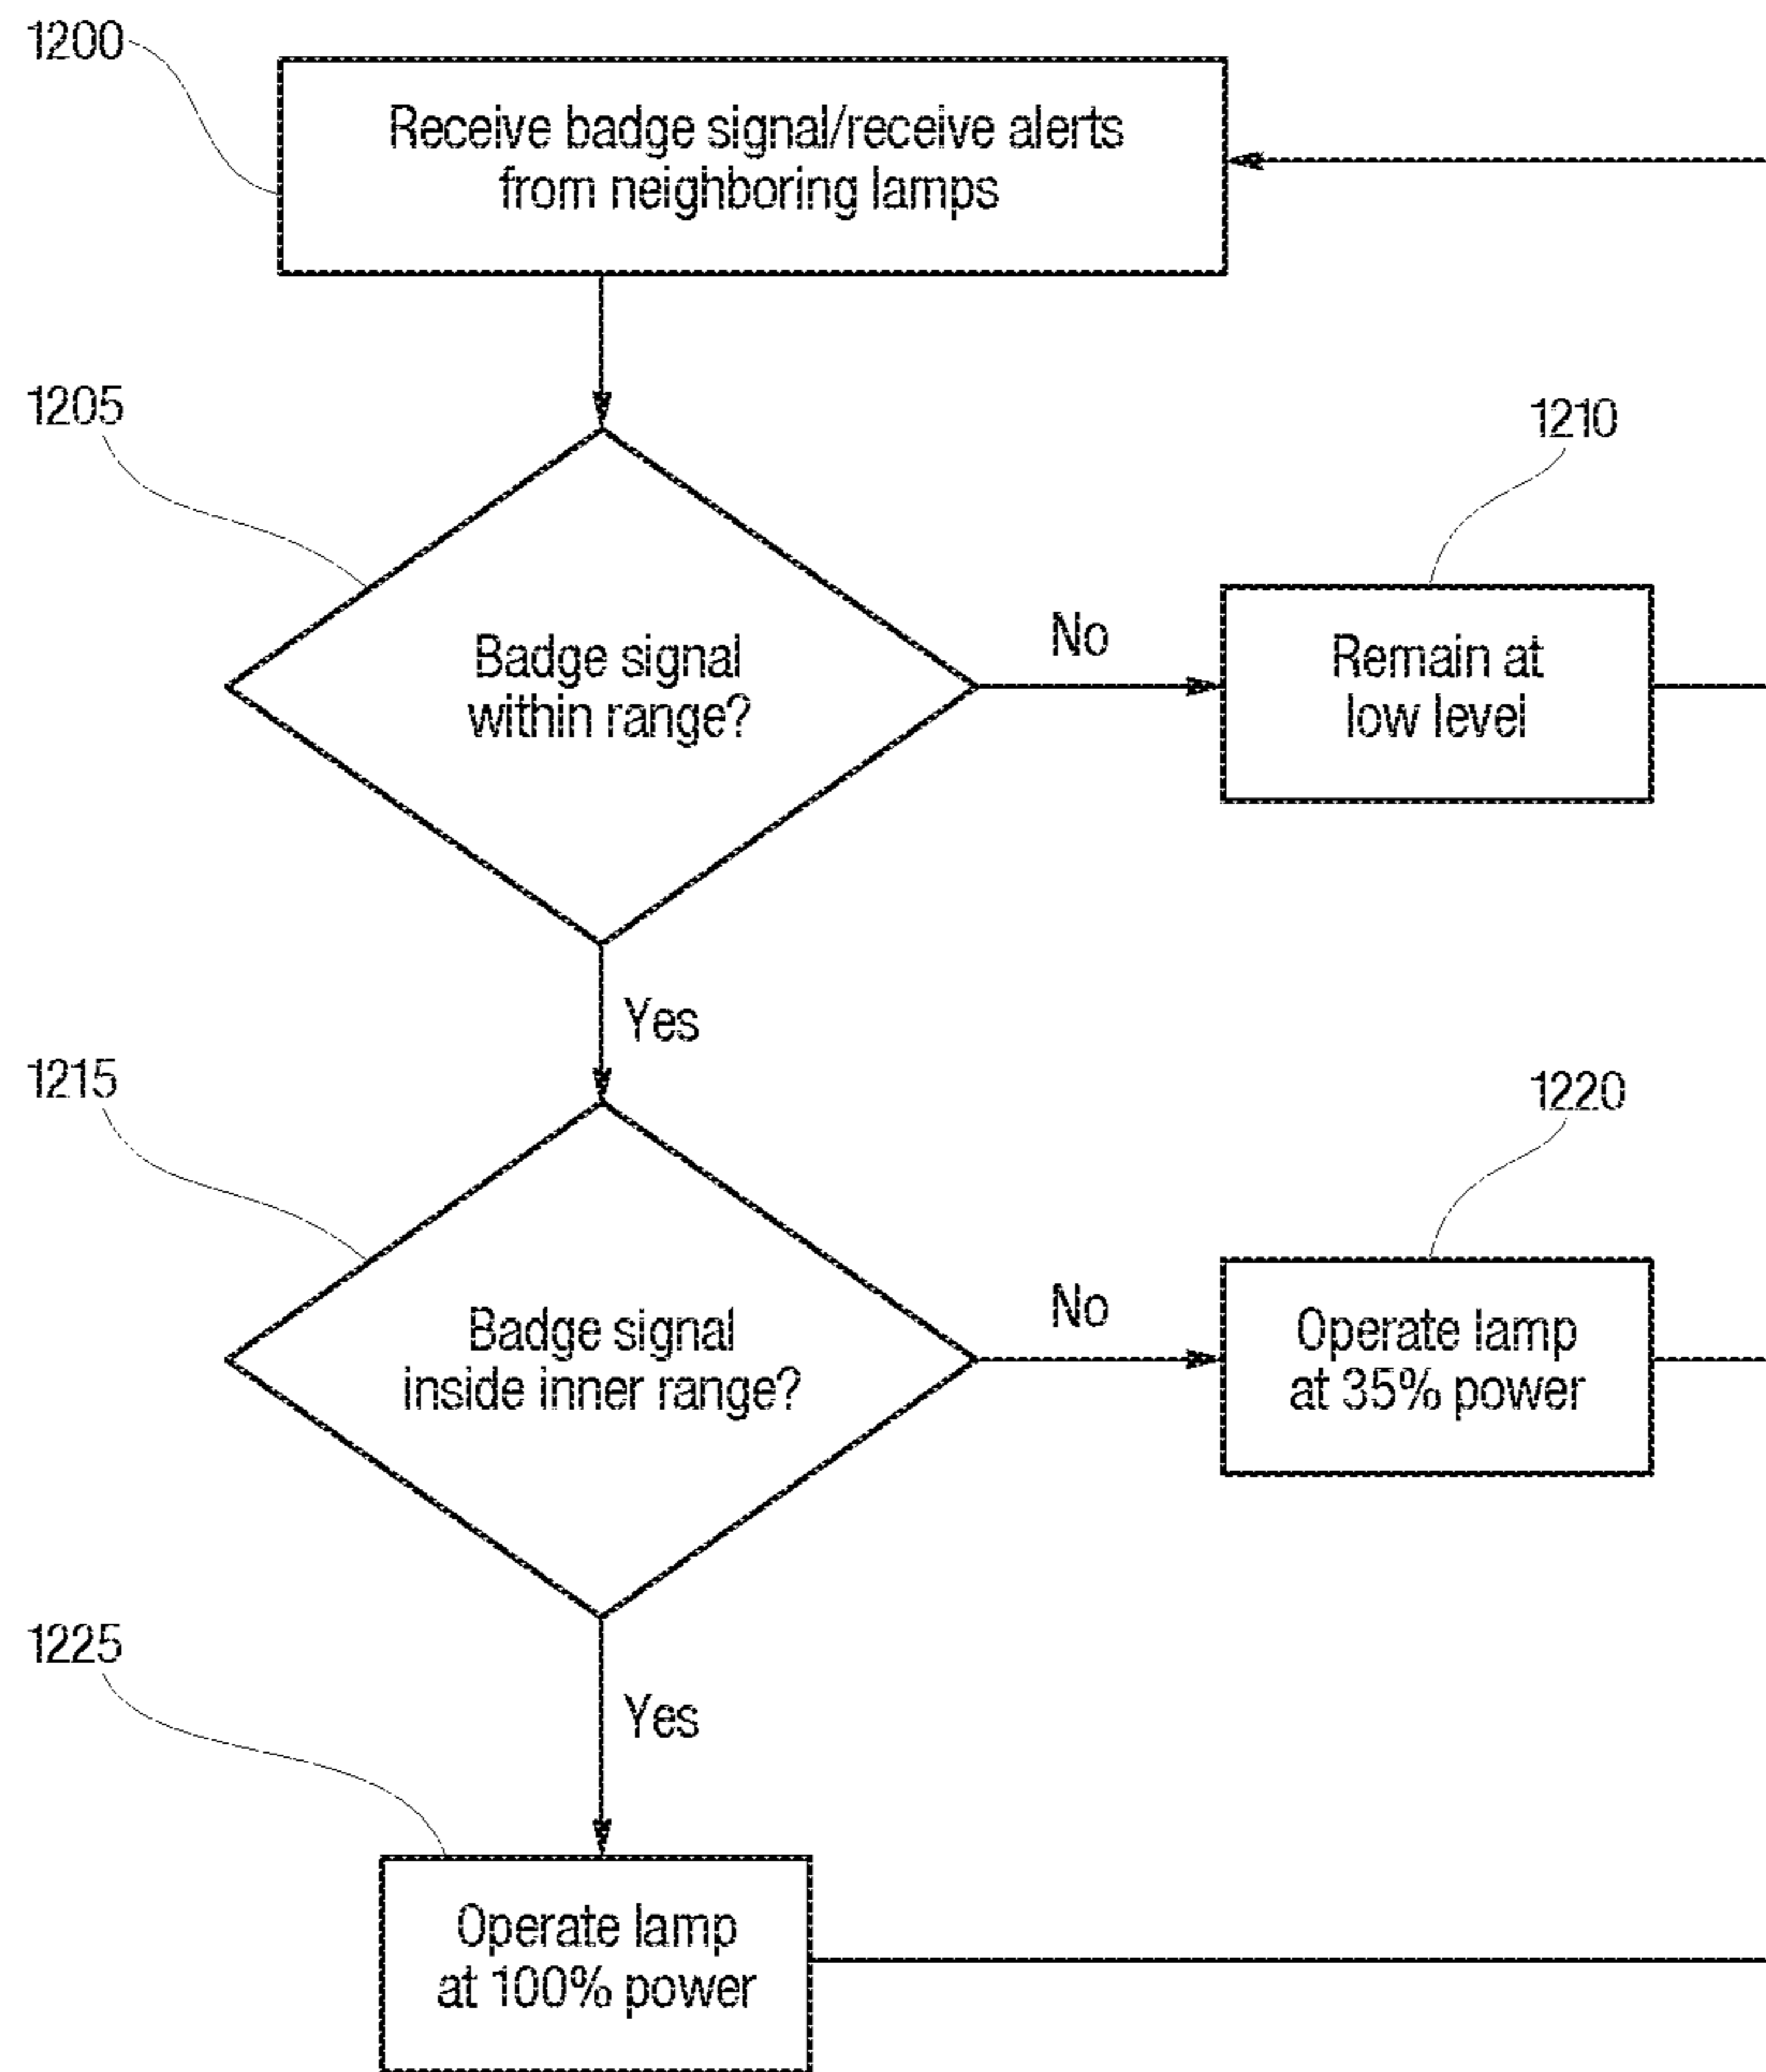 1200
Receive badge signal/receive alerts
from neighboring lamps
1205
1210
Badge signal
within range?
No
Remain at
low level
Yes
1215
1220
Badge signal
inside inner range?
No
Operate lamp
at 35% power
1225
Yes
Operate lamp
at 100% power